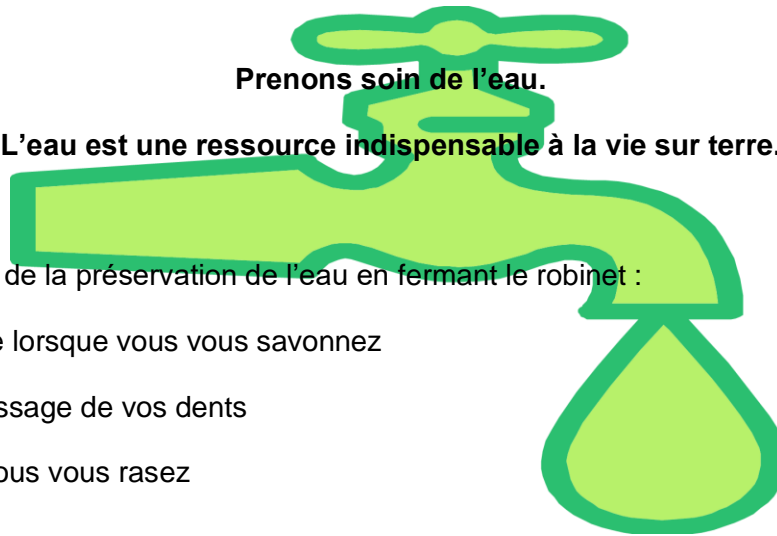 Prenons soin de l’eau.
L’eau est une ressource indispensable à la vie sur terre.
de la préservation de l’eau en fermant le robinet :
lorsque vous vous savonnez
de vos dents
vous rasez